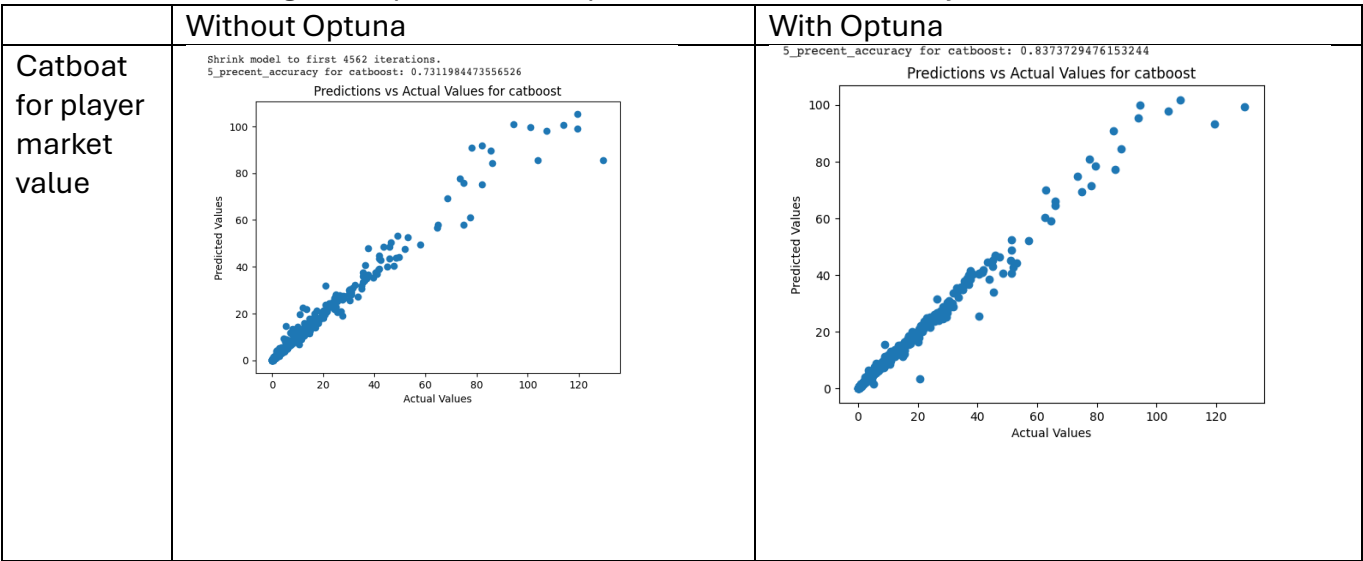 Without Optuna
With Optuna
Catboat
for player
market
value
Shrink model to first 4562 iterations.
5_precent_accuracy for catboost: 0.7311984473556526
Predictions vs Actual Values for catboost
Predicted Values
100
80
60
40
20
0
0 20 40 60 80 100 120
Actual Values
5_precent_accuracy for catboost: 0.8373729476153244
Predictions vs Actual Values for catboost
Predicted Values
100
80
60
40
20
0
0 20 40 60 80 100 120
Actual Values